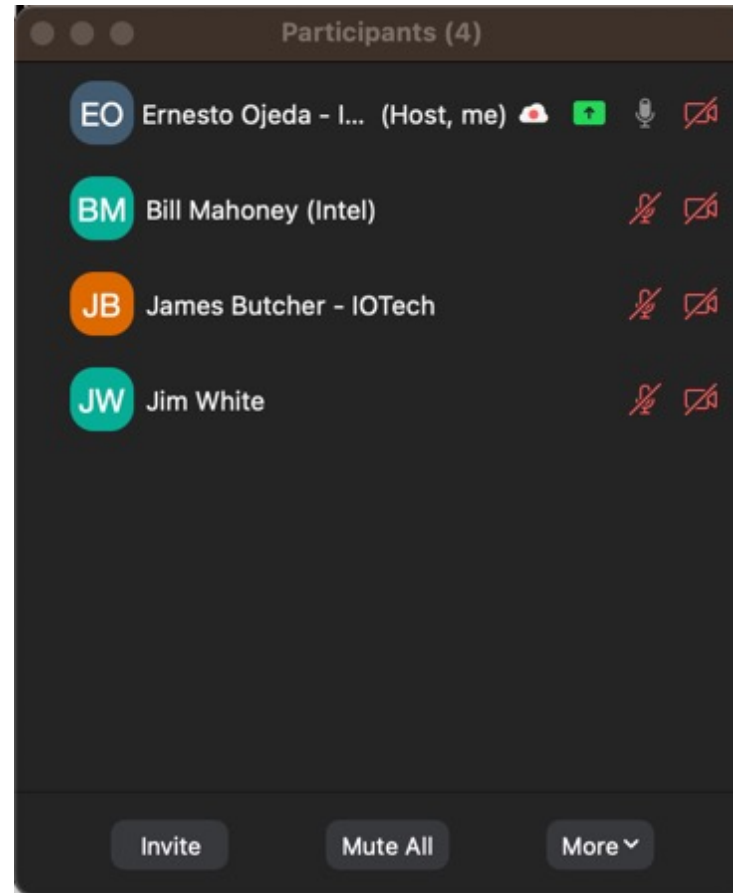 Participants (4)
EO Ernesto Ojeda - I... (Host, me)
BM Bill Mahoney (Intel)
JB James Butcher - IOTech
JW Jim White
Invite Mute All More